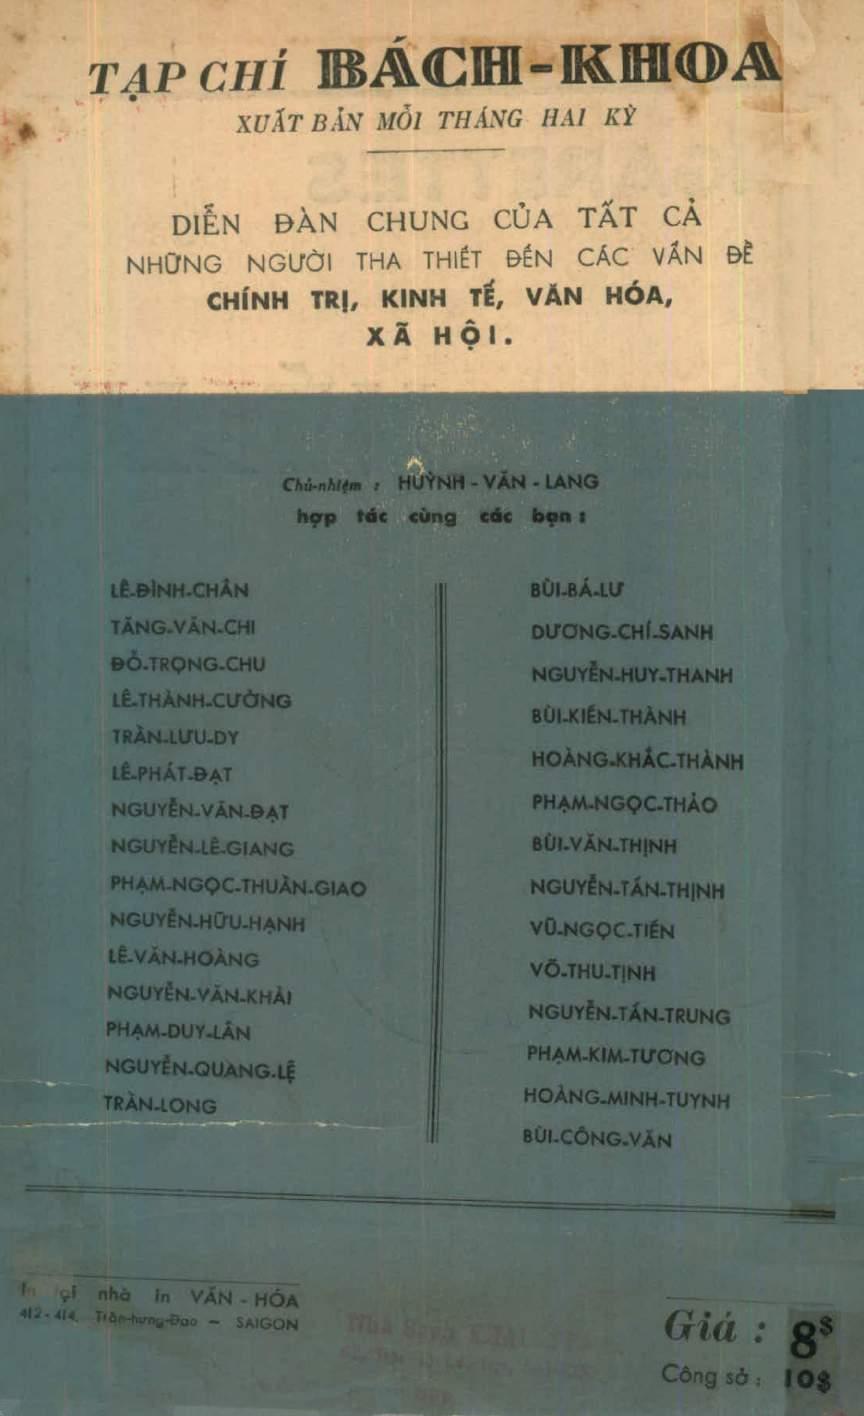 TẠP CHÍ BÁCH-KHOA
XUẤT BẢN MỖI THÁNG HAI KỲ
DIỄN ĐÀN CHUNG CỦA TẤT CẢ
NHỮNG NGƯỜI THA THIẾT ĐẾN CÁC VẤN ĐỀ
CHÍNH TRỊ, KINH TẾ, VĂN HÓA,
XÃ HỘI.
Chủ-nhiệm : HUỲNH - VĂN - LANG
hợp tác cùng các bạn :
LÊ-ĐÌNH-CHÂN
TĂNG-VĂN-CHI
ĐỖ-TRỌNG-CHU
LÊ-THÀNH-CƯỜNG
TRẦN-LƯU-DY
LÊ-PHÁT-ĐẠT
NGUYỄN-VĂN-ĐẠT
NGUYỄN-LÊ-GIANG
PHẠM-NGỌC-THUẦN-GIAO
NGUYỄN-HỮU-HẠNH
LÊ-VĂN-HOÀNG
NGUYỄN-VĂN-KHẢI
PHẠM-DUY-LÂN
NGUYỄN-QUANG-LỆ
TRẦN-LONG
BÙI-BÁ-LƯ
DƯƠNG-CHÍ-SANH
NGUYỄN-HUY-THANH
BÙI-KIẾN-THÀNH
HOÀNG-KHẮC-THÀNH
PHẠM-NGỌC-THẢO
BÙI-VĂN-THỊNH
NGUYỄN-TẤN-THỊNH
VŨ-NGỌC-TIẾN
VÕ-THU-TỊNH
NGUYỄN-TẤN-TRUNG
PHẠM-KIM-TƯƠNG
HOÀNG-MINH-TUYNH
BÙI-CÔNG-VĂN
In tại nhà in VĂN - HÓA
412-414, Trần-hưng-Đạo — SAIGON
Giá : 8$
Công sở : 10$